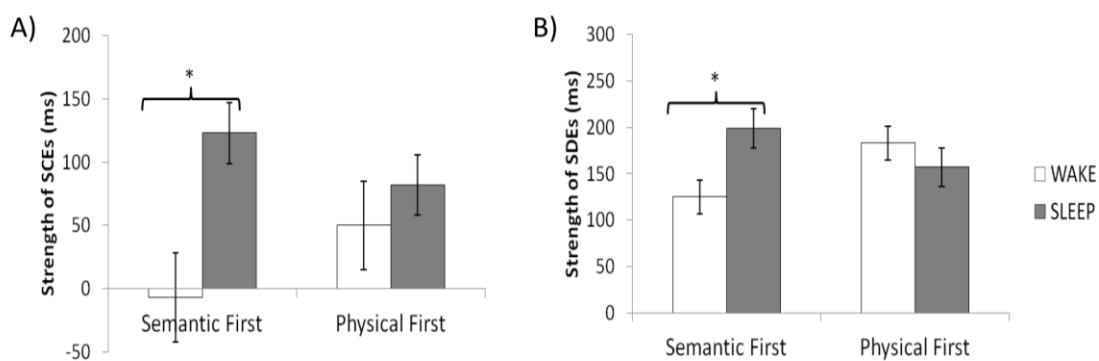 A)
Strength of SCEs (ms)
200
150
100
50
0
-50
*
Semantic First
Physical First
B)
Strength of SDEs (ms)
300
250
200
150
100
50
0
*
Semantic First
Physical First
WAKE
SLEEP